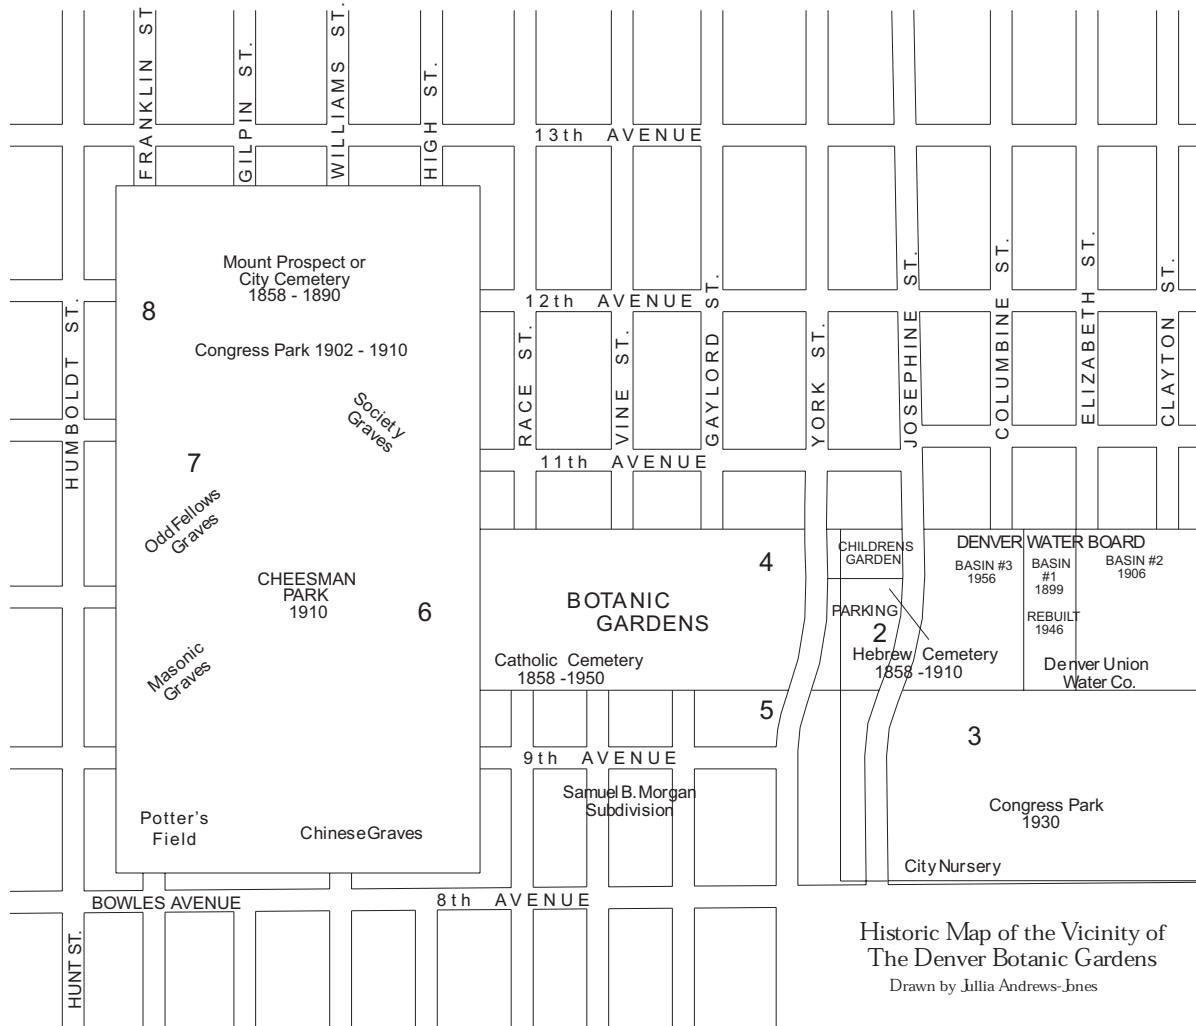 FRANKLIN ST
GILPIN ST.
WILLIAMS ST.
HIGH ST.
13th AVENUE
Mount Prospect or
City Cemetery
1858 - 1890
8
Congress Park 1902 - 1910
Society
Graves
7
Odd Fellows
Graves
CHEESMAN
PARK
1910
6
Masonic
Graves
Potter's
Field
Chinese Graves
HUMBOLDT ST.
12th AVENUE
RACE ST.
VINE ST.
GAYLORD ST.
YORK ST.
JOSEPHINE ST.
COLUMBINE ST.
ELIZABETH ST.
CLAYTON ST.
11th AVENUE
4
BOTANIC
GARDENS
Catholic Cemetery
1858 -1950
CHILDRENS
GARDEN
PARKING
2
Hebrew Cemetery
1858 -1910
DENVER WATER BOARD
BASIN #3
1956
BASIN
#1
1899
REBUILT
1946
BASIN #2
1906
Denver Union
Water Co.
5
3
9th AVENUE
Samuel B. Morgan
Subdivision
Congress Park
1930
City Nursery
BOWLES AVENUE
8th AVENUE
HUNT ST.
Historic Map of the Vicinity of
The Denver Botanic Gardens
Drawn by Jullia Andrews-Jones